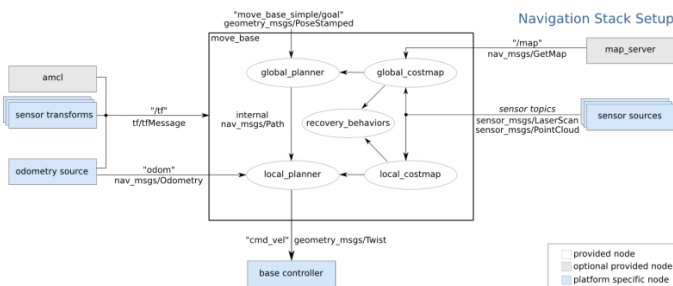 "move_base_simple/goal"
geometry_msgs/PoseStamped
Navigation Stack Setup
move_base
"/map"
nav_msgs/GetMap
map_server
global_planner
global_costmap
amcl
sensor transforms
"/tf"
tf/tfMessage
internal
nav_msgs/Path
recovery_behaviors
sensor topics
sensor_msgs/LaserScan
sensor_msgs/PointCloud
sensor sources
odometry source
"odom"
nav_msgs/Odometry
local_planner
local_costmap
"cmd_vel" geometry_msgs/Twist
base controller
provided node
optional provided node
platform specific node